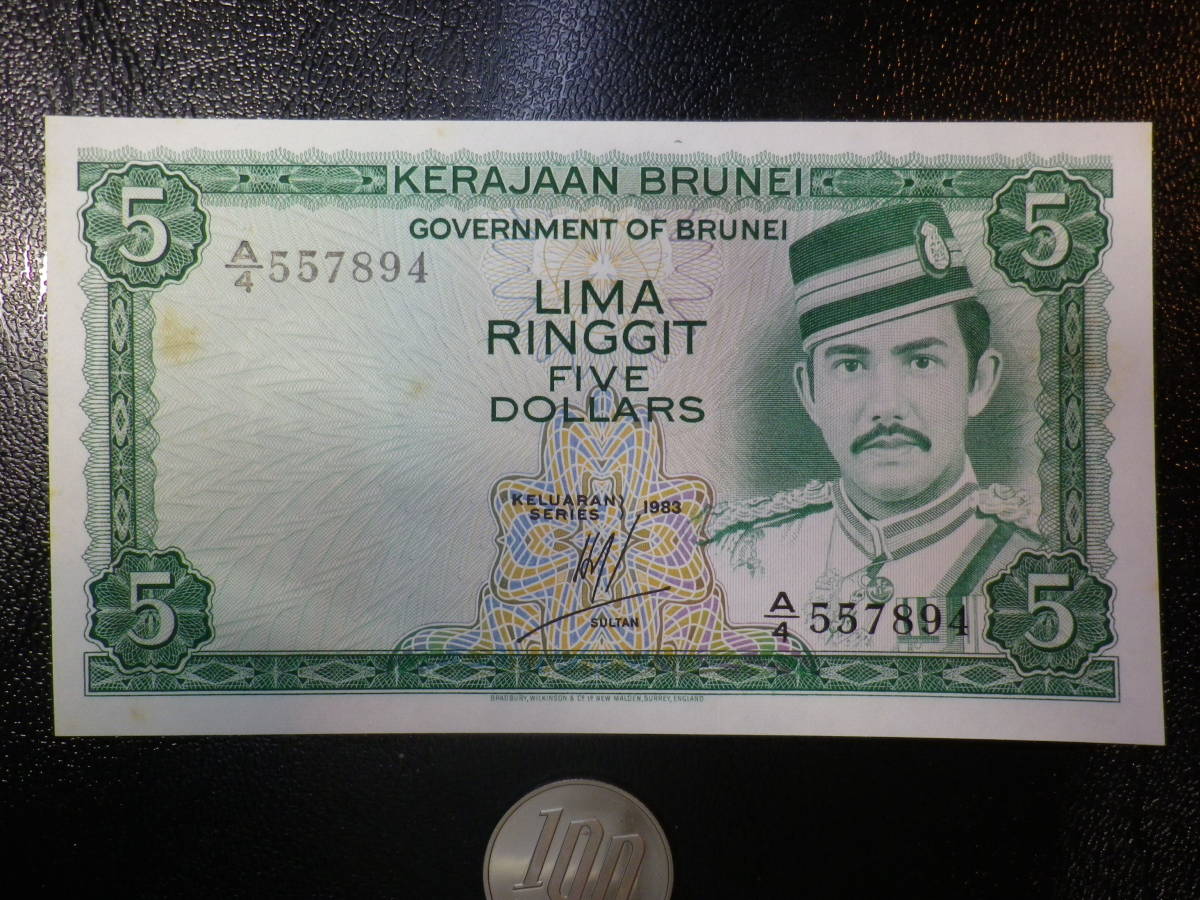 KERAJAAN BRUNEI
GOVERNMENT OF BRUNEI
5
5
A/4 557894
LIMA
RINGGIT
FIVE
DOLLARS
KELUARAN
SERIES
1983
SULTAN
A/4 557894
5
5
BRADBURY, WILKINSON & Cº Lº NEW MALDEN, SURREY, ENGLAND
100